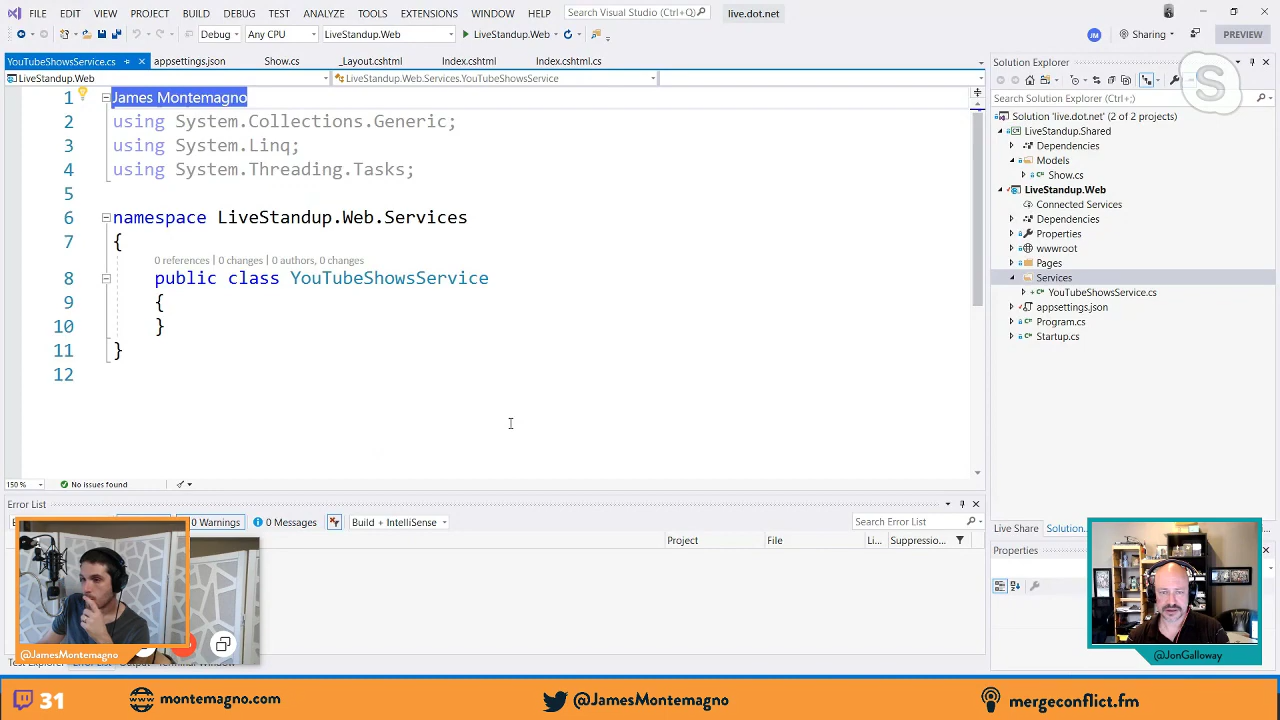 FILE EDIT VIEW PROJECT BUILD DEBUG TEST ANALYZE TOOLS EXTENSIONS WINDOW HELP Search Visual Studio live.dot.net
Debug Any CPU LiveStandup.Web LiveStandup.Web JM Sharing PREVIEW
YouTubeShowsService.cs appsettings.json Show.cs _Layout.cshtml Index.cshtml Index.cshtml.cs
LiveStandup.Web LiveStandup.Web.Services.YouTubeShowsService
1 James Montemagno
2 using System.Collections.Generic;
3 using System.Linq;
4 using System.Threading.Tasks;
5
6 namespace LiveStandup.Web.Services
7 {
0 references | 0 changes | 0 authors, 0 changes
8 public class YouTubeShowsService
9 {
10 }
11 }
12
150 % No issues found
Solution Explorer
Search Solution Explorer (Ctrl+;)
Solution 'live.dot.net' (2 of 2 projects)
LiveStandup.Shared
Dependencies
Models
C# Show.cs
LiveStandup.Web
Connected Services
Dependencies
Properties
wwwroot
Pages
Services
C# YouTubeShowsService.cs
appsettings.json
C# Program.cs
C# Startup.cs
Live Share Solution...
Properties
Error List
0 Warnings 0 Messages Build + IntelliSense Search Error List
Project File Li... Suppressio...
@JamesMontemagno
@JonGalloway
31 montemagno.com @JamesMontemagno mergeconflict.fm